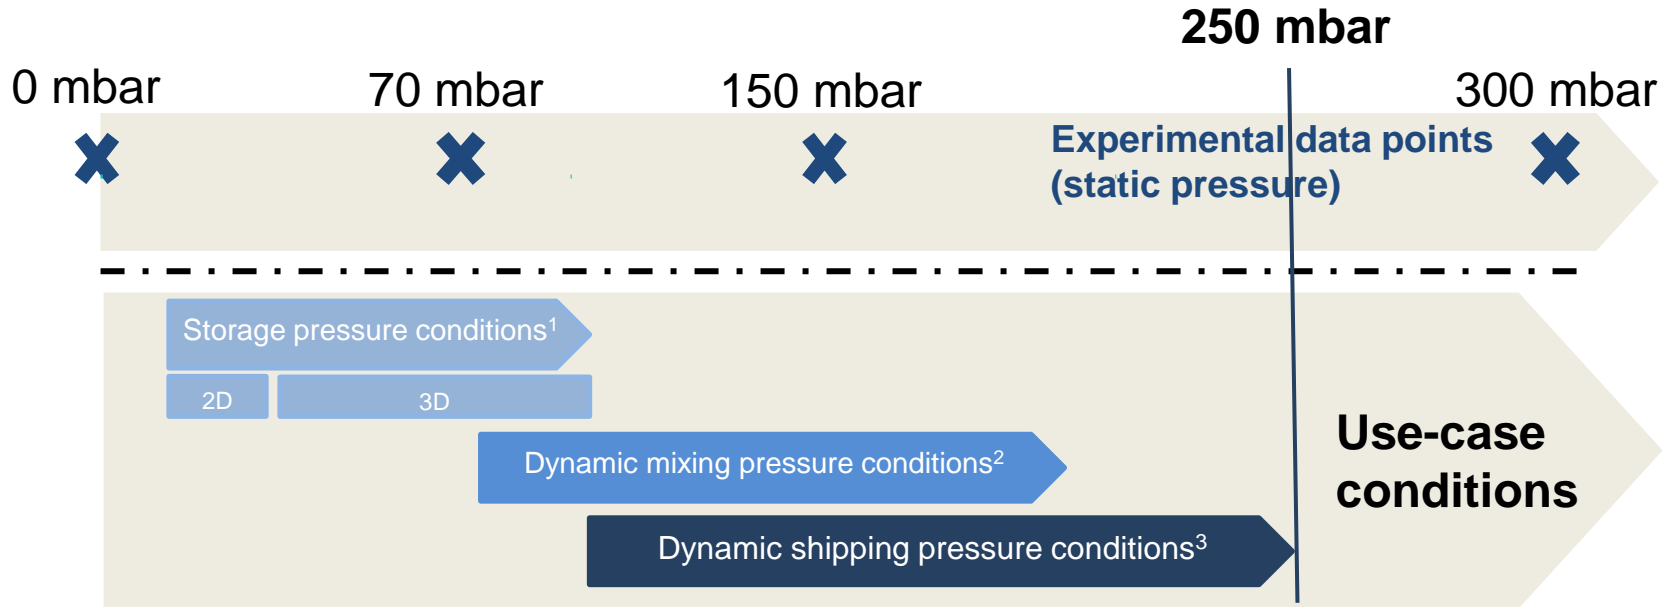 250 mbar
0 mbar
70 mbar
150 mbar
300 mbar
Experimental data points
(static pressure)
Storage pressure conditions¹
2D
3D
Dynamic mixing pressure conditions²
Use-case
conditions
Dynamic shipping pressure conditions³